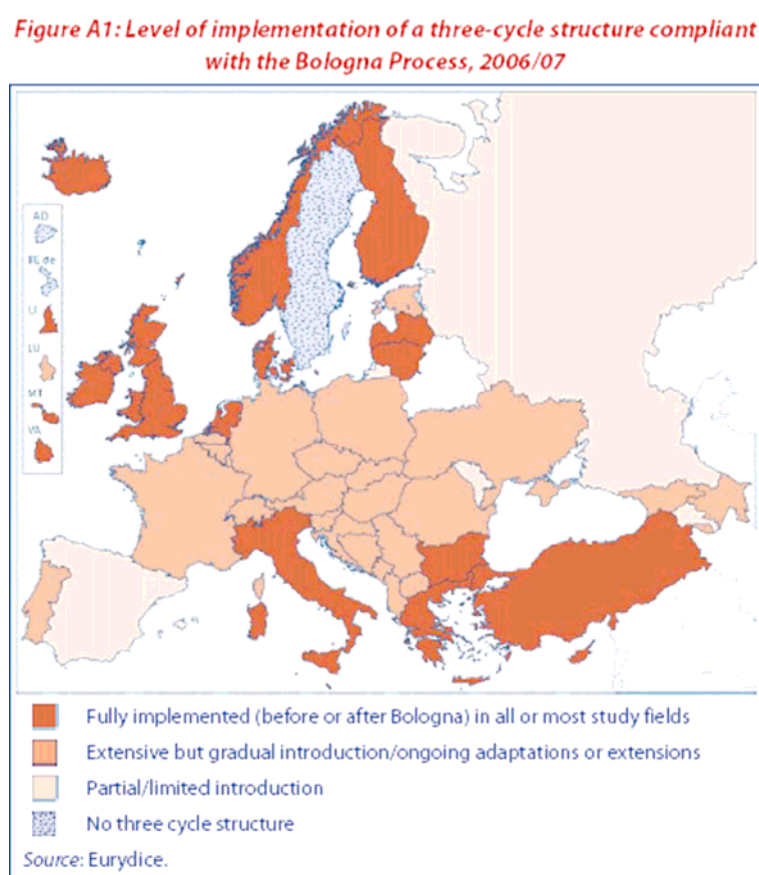 Figure A1: Level of implementation of a three-cycle structure compliant
with the Bologna Process, 2006/07
AD
BE de
LI
LU
MT
VA
Fully implemented (before or after Bologna) in all or most study fields
Extensive but gradual introduction/ongoing adaptations or extensions
Partial/limited introduction
No three cycle structure
Source: Eurydice.